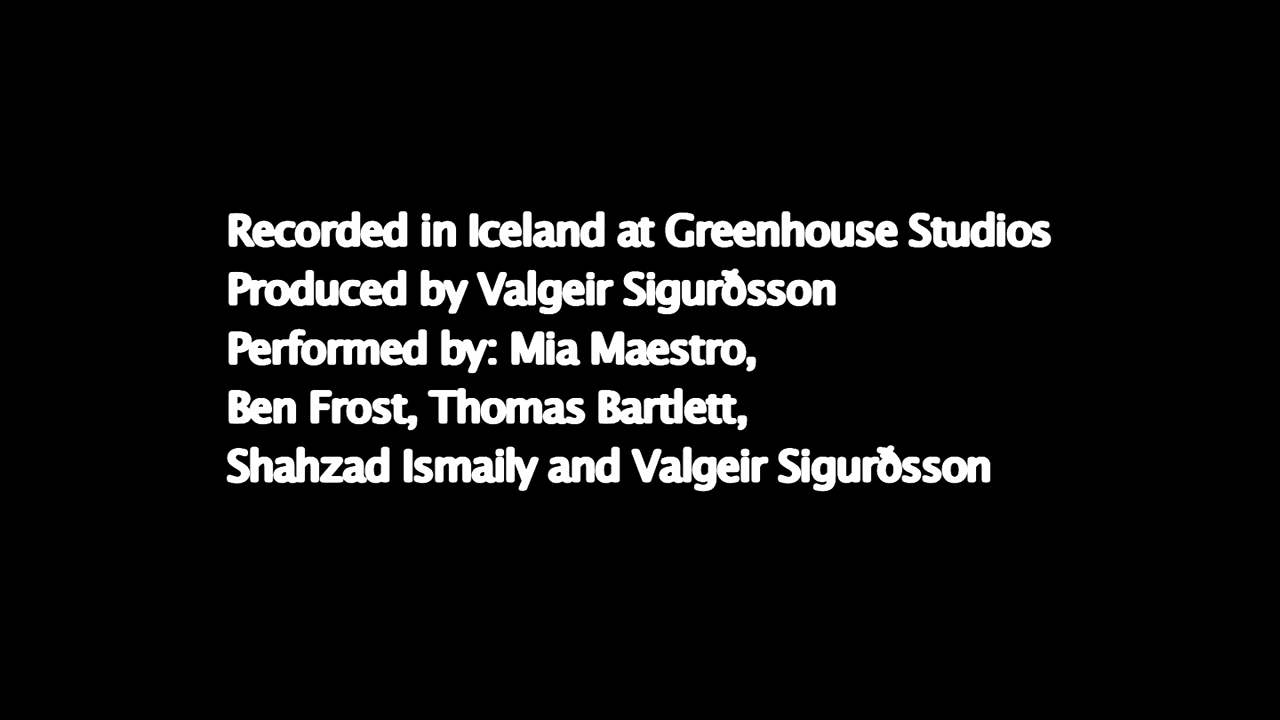 Recorded in Iceland at Greenhouse Studios
Produced by Valgeir Sigurðsson
Performed by: Mia Maestro,
Ben Frost, Thomas Bartlett,
Shahzad Ismaily and Valgeir Sigurðsson